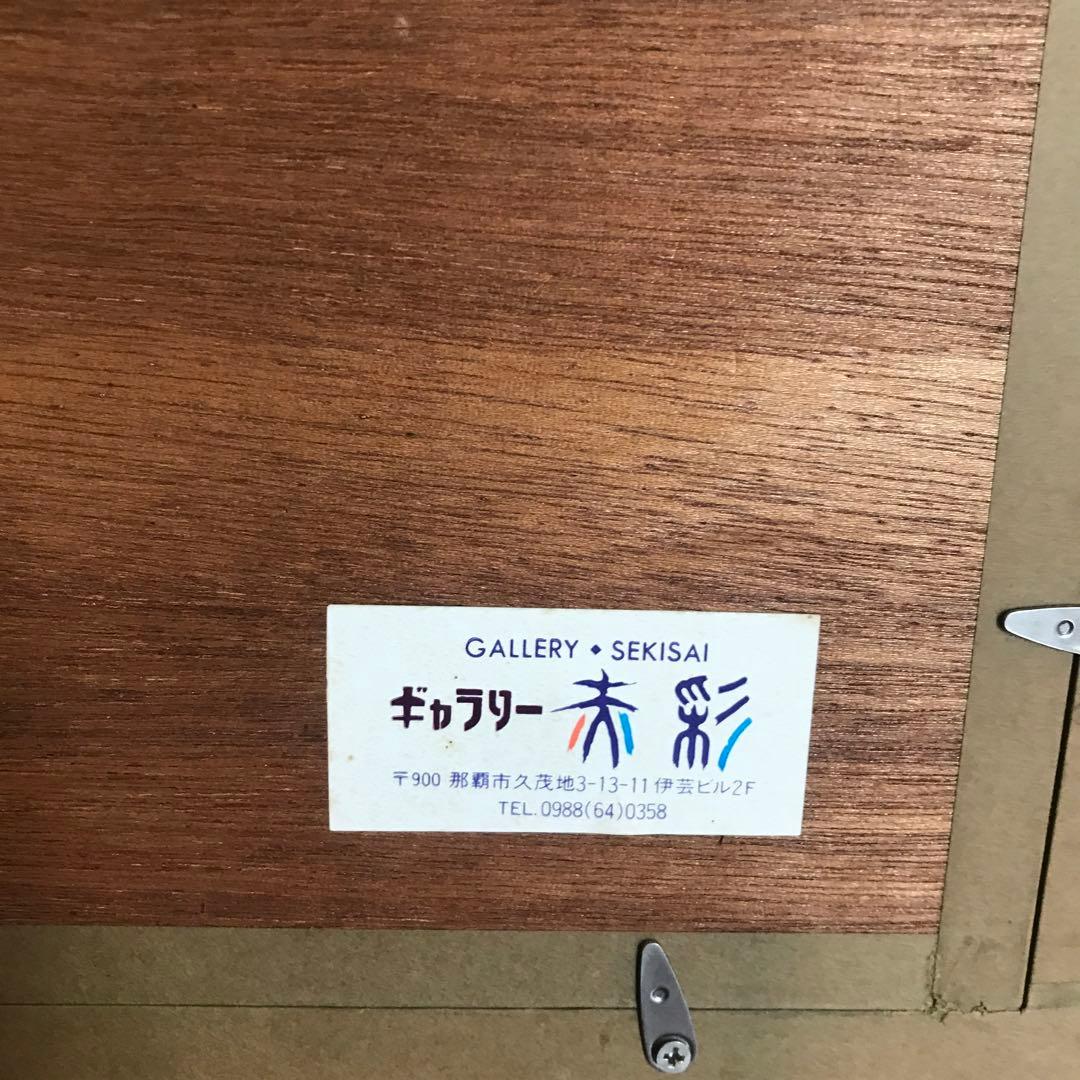 GALLERY ◆ SEKISAI
ギャラリー 赤彩
〒900 那覇市久茂地3-13-11 伊芸ビル2F
TEL.0988(64)0358